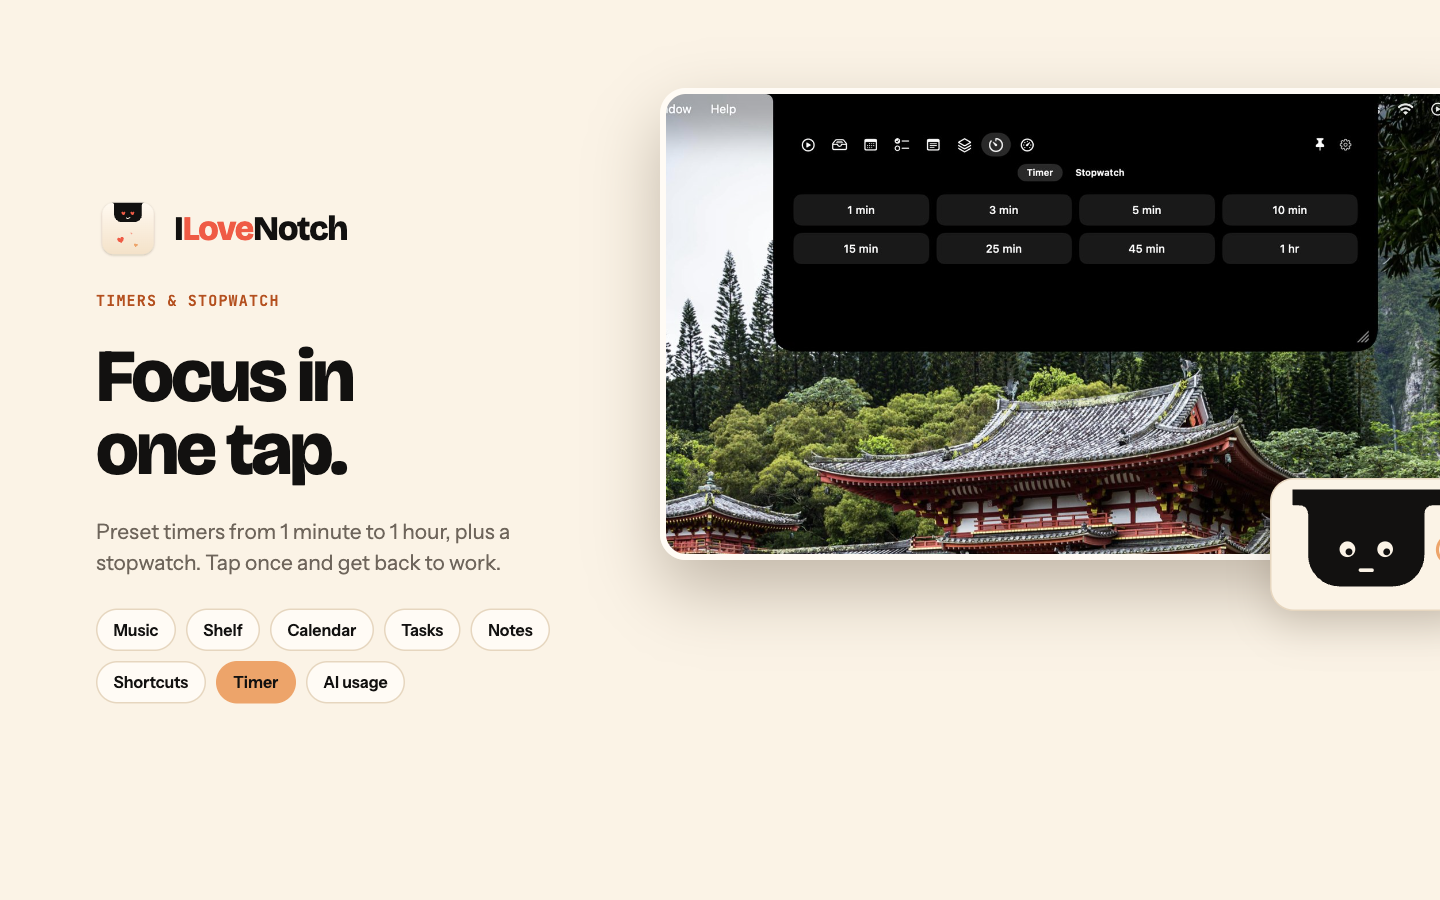 ILoveNotch
TIMERS & STOPWATCH
Focus in
one tap.
Preset timers from 1 minute to 1 hour, plus a
stopwatch. Tap once and get back to work.
Music Shelf Calendar Tasks Notes
Shortcuts Timer AI usage
dow Help
Timer Stopwatch
1 min 3 min 5 min 10 min
15 min 25 min 45 min 1 hr